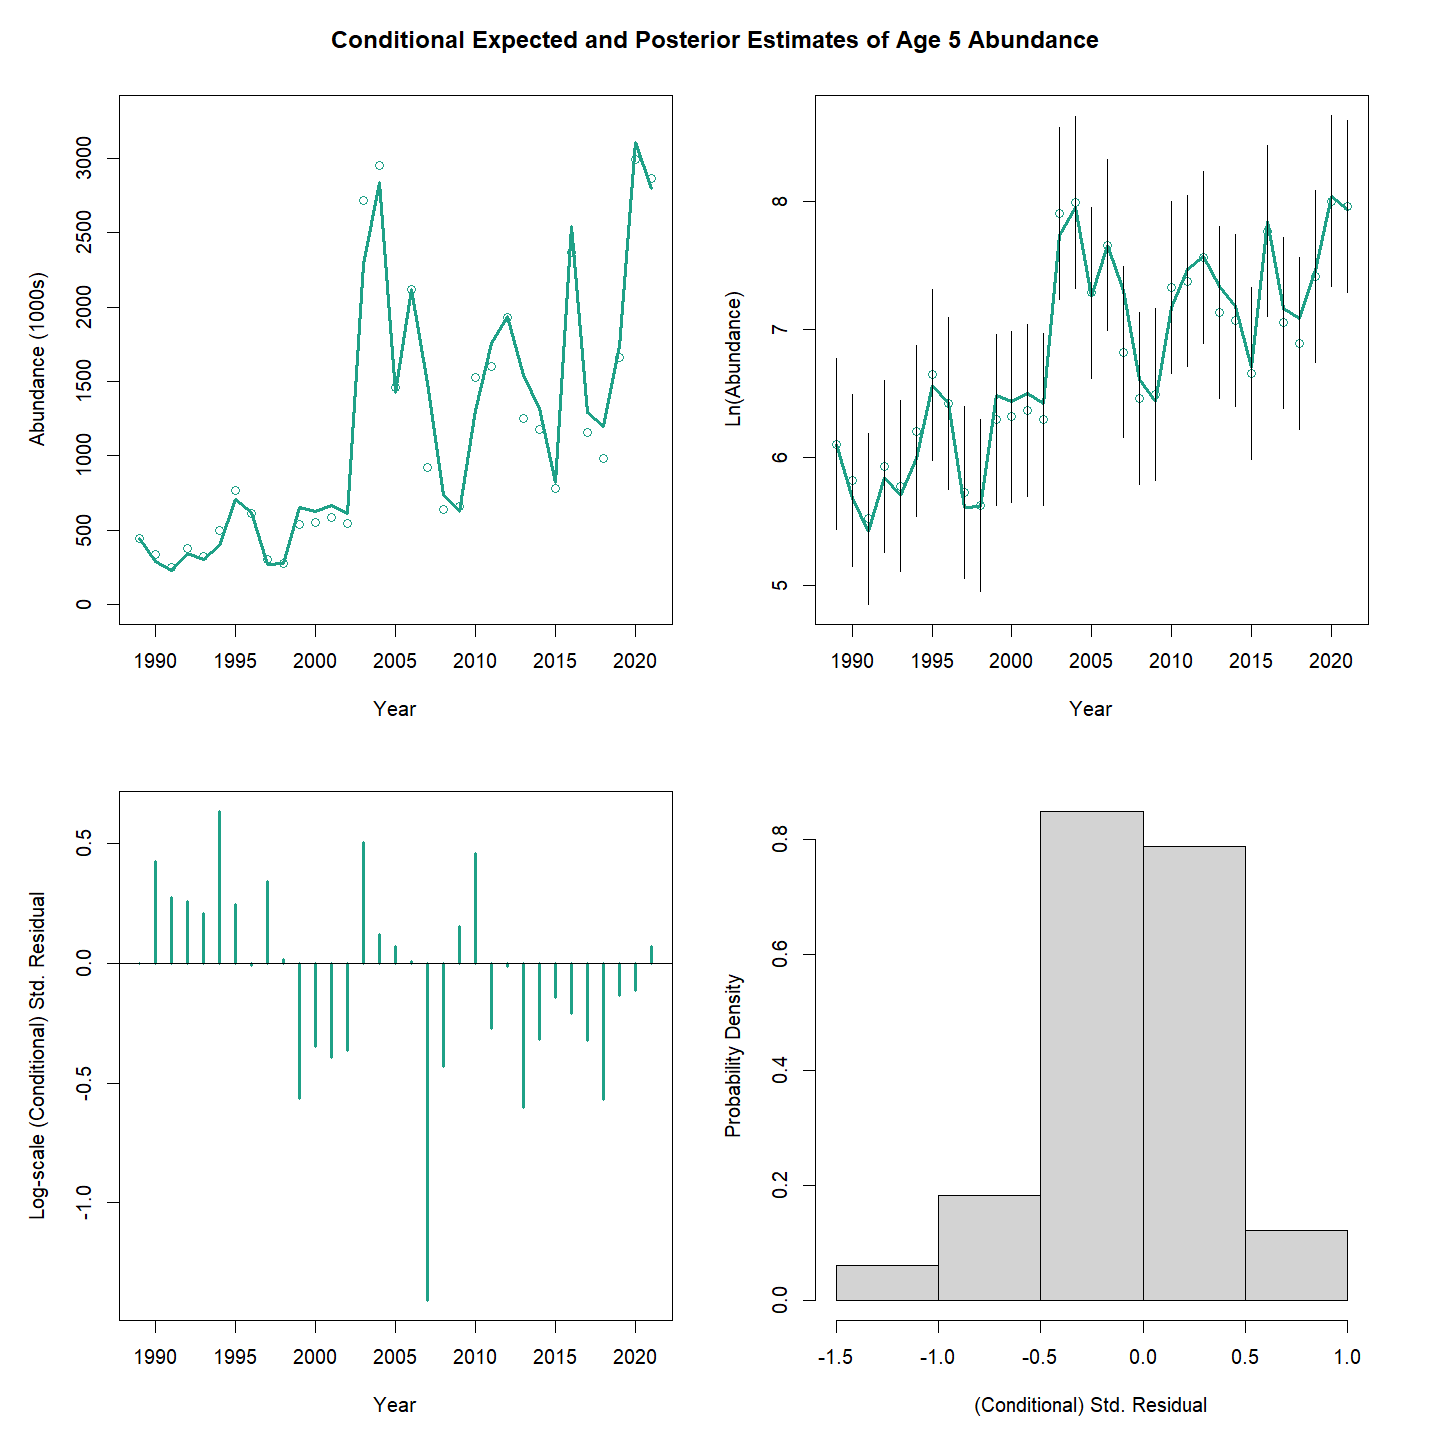 Conditional Expected and Posterior Estimates of Age 5 Abundance
Abundance (1000s)
3000
2500
2000
1500
1000
500
0
1990 1995 2000 2005 2010 2015 2020
Year
Ln(Abundance)
8
7
6
5
1990 1995 2000 2005 2010 2015 2020
Year
Log-scale (Conditional) Std. Residual
0.5
0.0
-0.5
-1.0
1990 1995 2000 2005 2010 2015 2020
Year
Probability Density
0.8
0.6
0.4
0.2
0.0
-1.5 -1.0 -0.5 0.0 0.5 1.0
(Conditional) Std. Residual